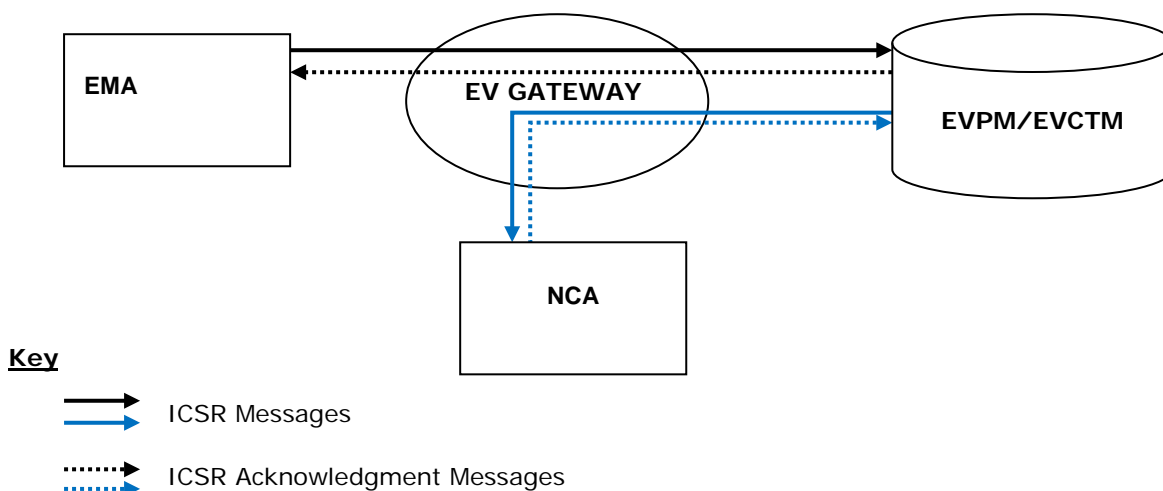 EMA
EV GATEWAY
EVPM/EVCTM
NCA
Key
ICSR Messages
ICSR Acknowledgment Messages